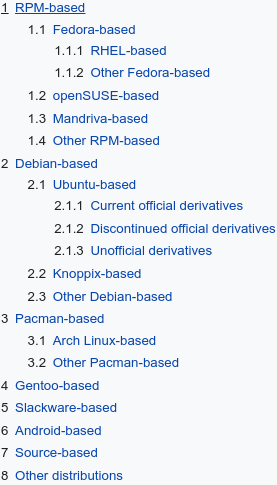 1 RPM-based
1.1 Fedora-based
1.1.1 RHEL-based
1.1.2 Other Fedora-based
1.2 openSUSE-based
1.3 Mandriva-based
1.4 Other RPM-based
2 Debian-based
2.1 Ubuntu-based
2.1.1 Current official derivatives
2.1.2 Discontinued official derivatives
2.1.3 Unofficial derivatives
2.2 Knoppix-based
2.3 Other Debian-based
3 Pacman-based
3.1 Arch Linux-based
3.2 Other Pacman-based
4 Gentoo-based
5 Slackware-based
6 Android-based
7 Source-based
8 Other distributions